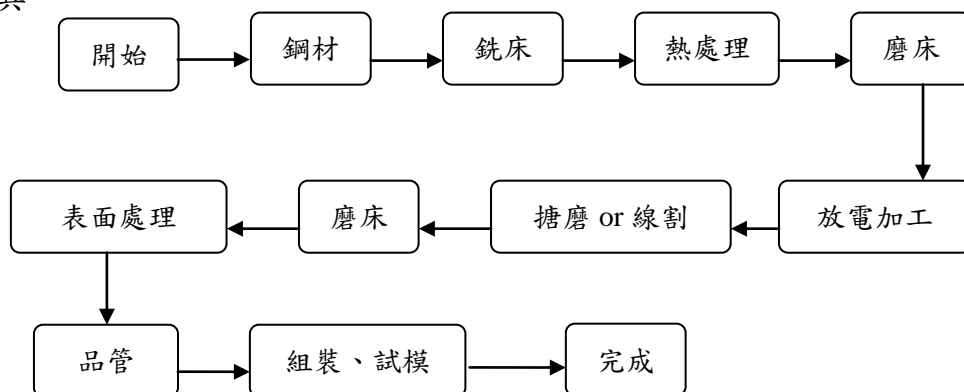 開始
鋼材
銑床
熱處理
磨床
放電加工
搪磨 or 線割
磨床
表面處理
品管
組裝、試模
完成